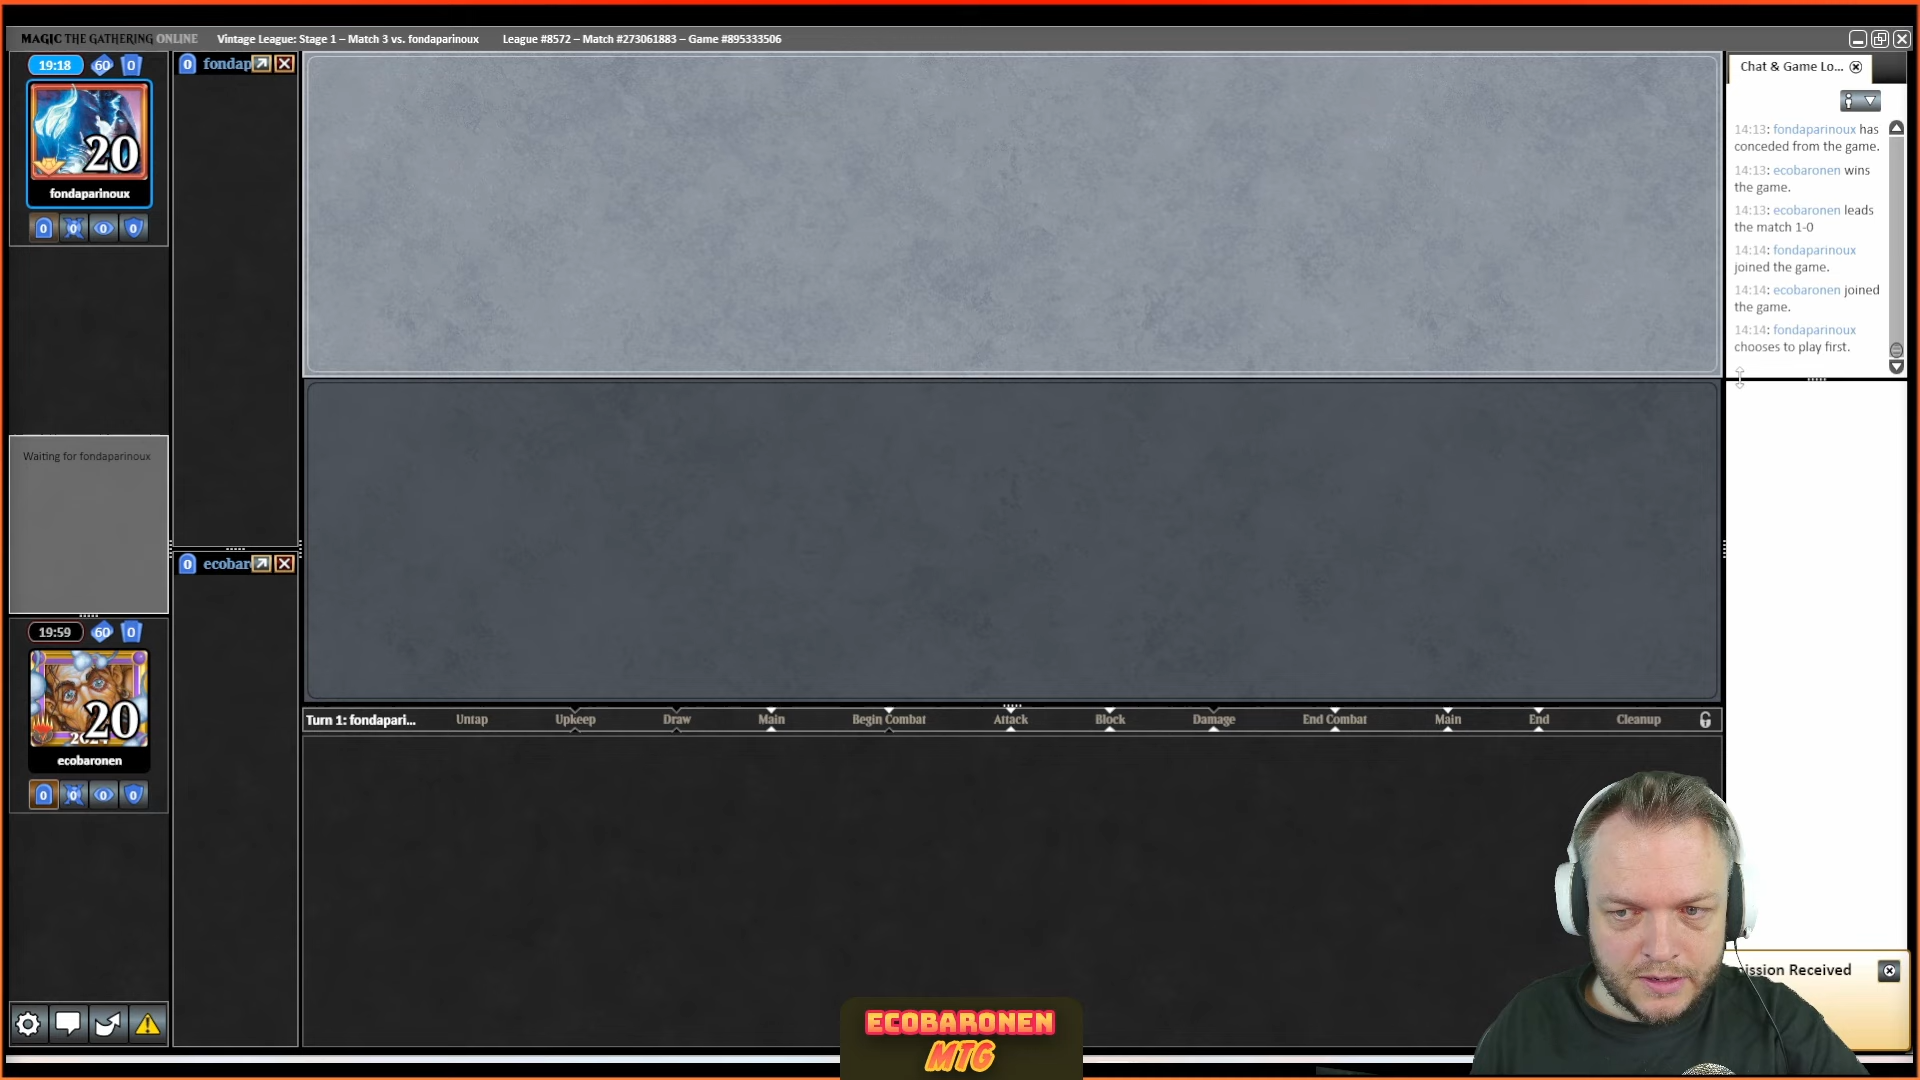 MAGIC THE GATHERING ONLINE
Vintage League: Stage 1 – Match 3 vs. fondaparinoux
League #8572 – Match #273061883 – Game #895333506
19:18
60
0
20
fondaparinoux
0
0
0
0
0
fondap
Waiting for fondaparinoux
0
ecobar
19:59
60
0
20
ecobaronen
0
0
0
0
Chat & Game Lo...
14:13: fondaparinoux has
conceded from the game.
14:13: ecobaronen wins
the game.
14:13: ecobaronen leads
the match 1-0
14:14: fondaparinoux
joined the game.
14:14: ecobaronen joined
the game.
14:14: fondaparinoux
chooses to play first.
Turn 1: fondapari...
Untap
Upkeep
Draw
Main
Begin Combat
Attack
Block
Damage
End Combat
Main
End
Cleanup
ission Received
ECOBARONEN
MTG